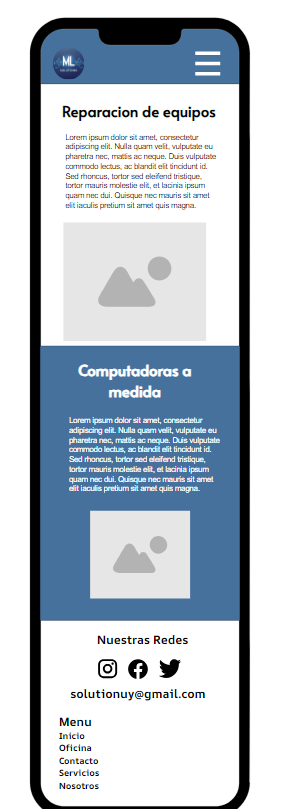 ML
SOLUTIONS
Reparacion de equipos
Lorem ipsum dolor sit amet, consectetur
adipiscing elit. Nulla quam velit, vulputate eu
pharetra nec, mattis ac neque. Duis vulputate
commodo lectus, ac blandit elit tincidunt id.
Sed rhoncus, tortor sed eleifend tristique,
tortor mauris molestie elit, et lacinia ipsum
quam nec dui. Quisque nec mauris sit amet
elit iaculis pretium sit amet quis magna.
Computadoras a
medida
Lorem ipsum dolor sit amet, consectetur
adipiscing elit. Nulla quam velit, vulputate eu
pharetra nec, mattis ac neque. Duis vulputate
commodo lectus, ac blandit elit tincidunt id.
Sed rhoncus, tortor sed eleifend tristique,
tortor mauris molestie elit, et lacinia ipsum
quam nec dui. Quisque nec mauris sit amet
elit iaculis pretium sit amet quis magna.
Nuestras Redes
solutionuy@gmail.com
Menu
Inicio
Oficina
Contacto
Servicios
Nosotros